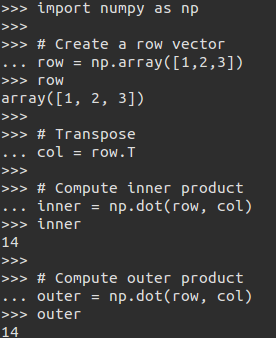 >>> import numpy as np
>>>
>>> # Create a row vector
... row = np.array([1,2,3])
>>> row
array([1, 2, 3])
>>>
>>> # Transpose
... col = row.T
>>>
>>> # Compute inner product
... inner = np.dot(row, col)
>>> inner
14
>>>
>>> # Compute outer product
... outer = np.dot(row, col)
>>> outer
14